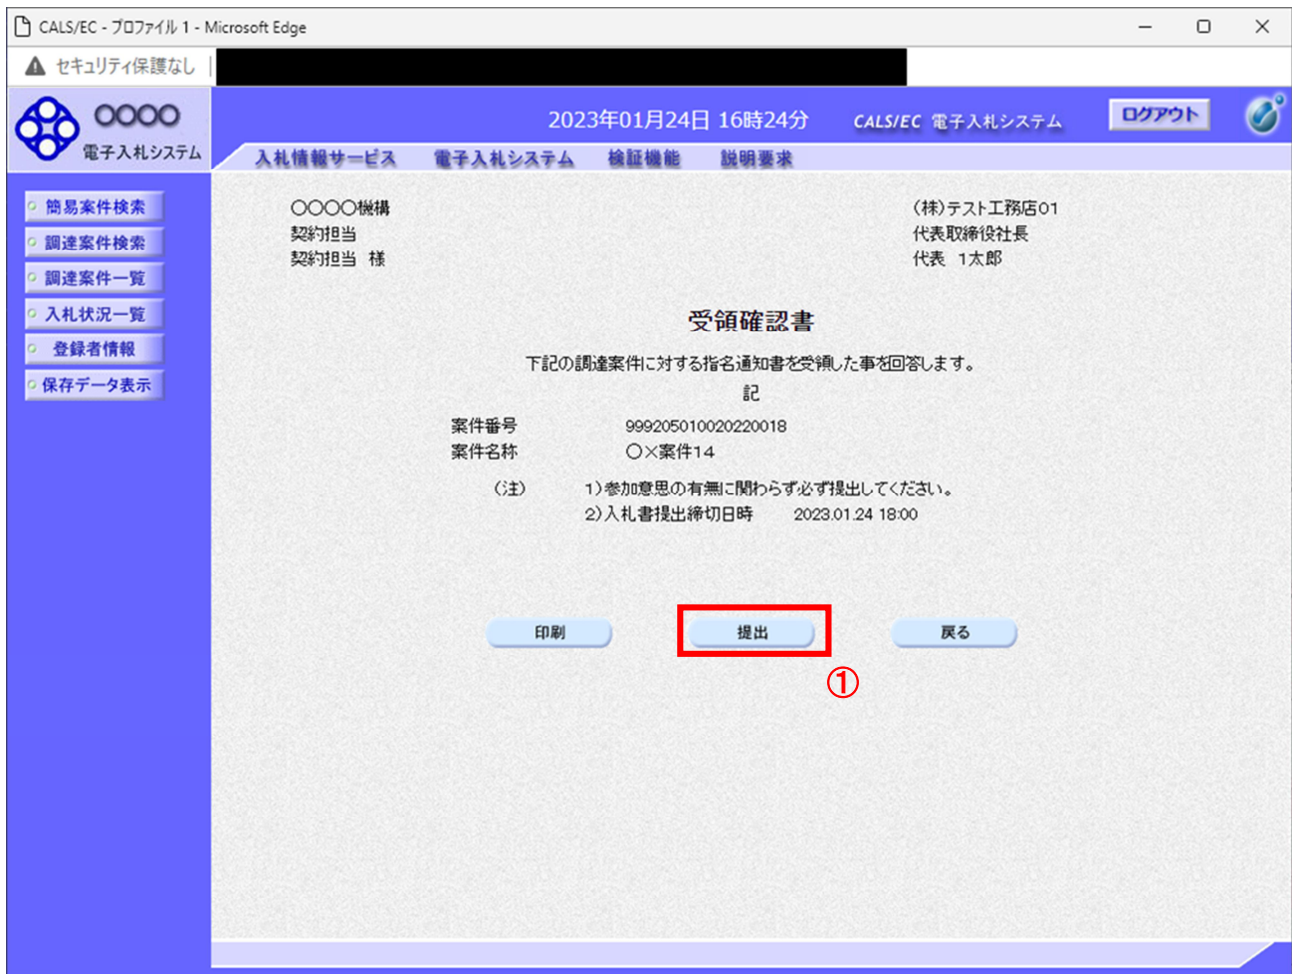 CALS/EC - プロファイル 1 - Microsoft Edge
セキュリティ保護なし
〇〇〇〇
電子入札システム
2023年01月24日 16時24分
CALS/EC 電子入札システム
ログアウト
入札情報サービス 電子入札システム 検証機能 説明要求
簡易案件検索
調達案件検索
調達案件一覧
入札状況一覧
登録者情報
保存データ表示
〇〇〇〇機構
契約担当
契約担当 様
(株)テスト工務店01
代表取締役社長
代表 1太郎
受領確認書
下記の調達案件に対する指名通知書を受領した事を回答します。
記
案件番号 999205010020220018
案件名称 〇×案件14
(注) 1)参加意思の有無に関わらず必ず提出してください。
2)入札書提出締切日時 2023.01.24 18:00
印刷 提出 戻る
①